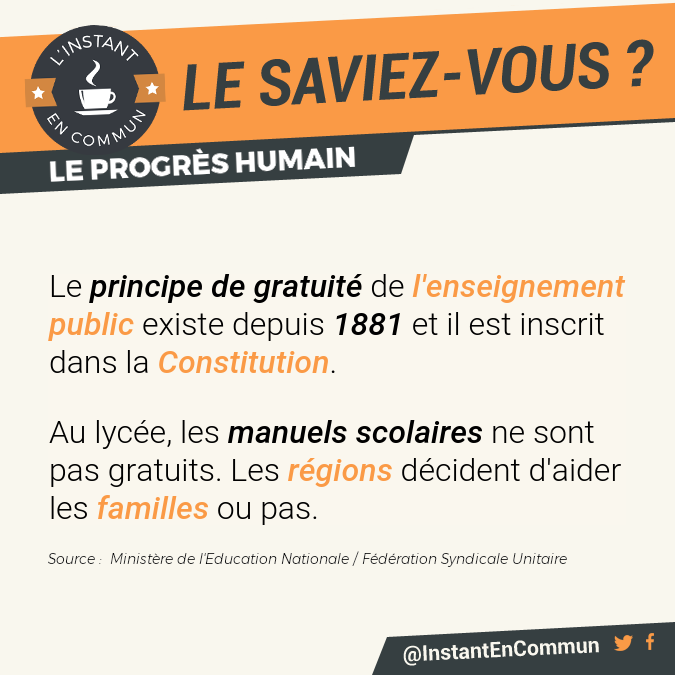 L'INSTANT
EN COMMUN
LE SAVIEZ-VOUS ?
LE PROGRÈS HUMAIN
Le principe de gratuité de l'enseignement
public existe depuis 1881 et il est inscrit
dans la Constitution.
Au lycée, les manuels scolaires ne sont
pas gratuits. Les régions décident d'aider
les familles ou pas.
Source : Ministère de l'Education Nationale / Fédération Syndicale Unitaire
@InstantEnCommun